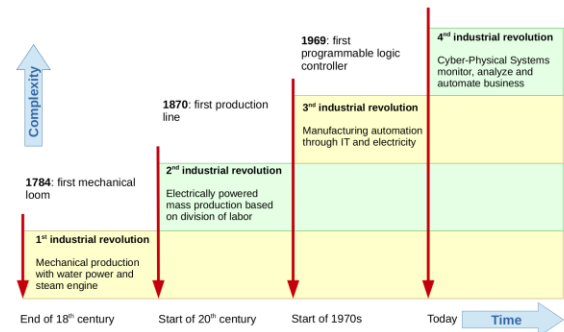 1969: first
programmable logic
controller
4nd industrial revolution
Cyber-Physical Systems
monitor, analyze and
automate business
Complexity
1870: first production
line
3nd industrial revolution
Manufacturing automation
through IT and electricity
1784: first mechanical
loom
2nd industrial revolution
Electrically powered
mass production based
on division of labor
1st industrial revolution
Mechanical production
with water power and
steam engine
End of 18th century
Start of 20th century
Start of 1970s
Today
Time